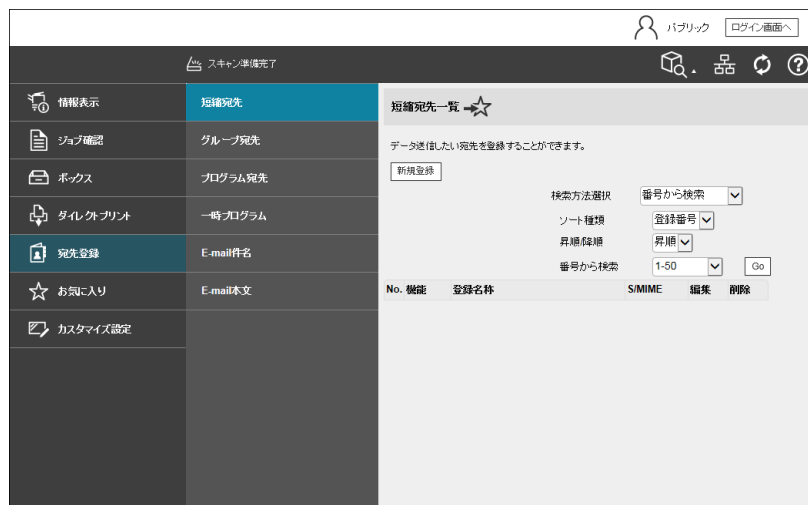 パブリック ログイン画面へ
スキャン準備完了
情報表示
ジョブ確認
ボックス
ダイレクトプリント
宛先登録
お気に入り
カスタマイズ設定
短縮宛先
グループ宛先
プログラム宛先
一時プログラム
E-mail件名
E-mail本文
短縮宛先一覧
データ送信したい宛先を登録することができます。
新規登録
検索方法選択 番号から検索
ソート種類 登録番号
昇順/降順 昇順
番号から検索 1-50 Go
No. 機能 登録名称 S/MIME 編集 削除